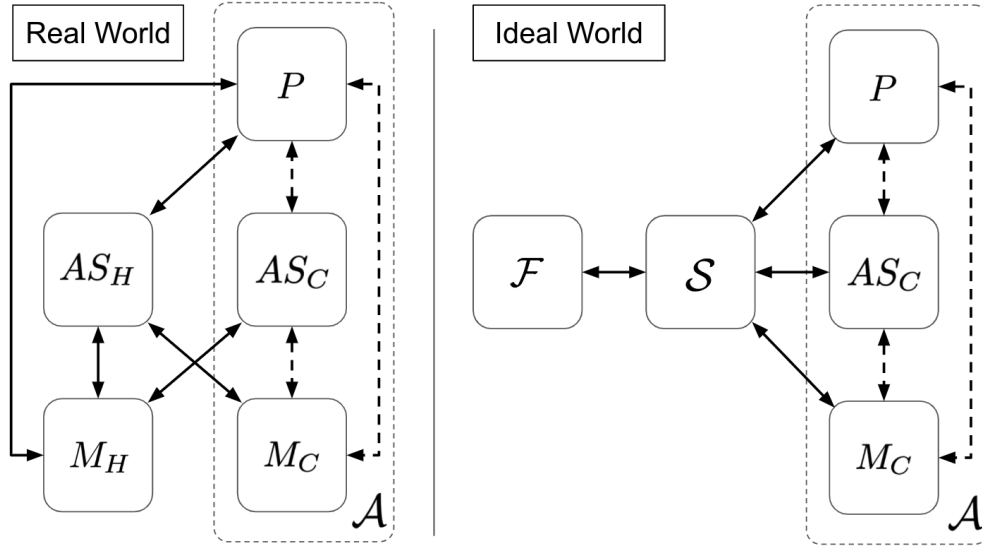 Real World
P
AS_H
AS_C
M_H
M_C
𝒜
Ideal World
P
ℱ
𝒮
AS_C
M_C
𝒜